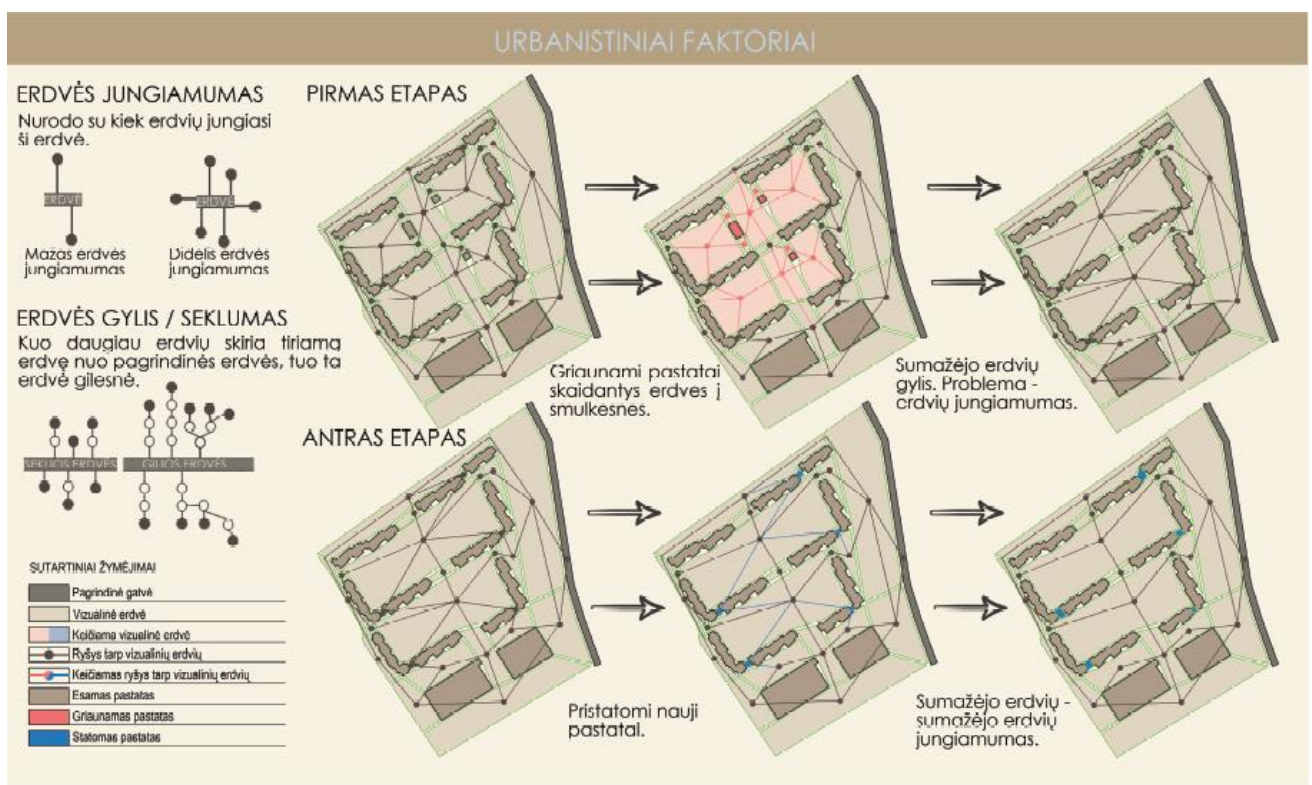 URBANISTINIAI FAKTORIAI
ERDVĖS JUNGIAMUMAS
Nurodo su kiek erdvių jungiasi
ši erdvė.
ERDVĖ
ERDVĖ
Mažas erdvės
jungiamumas
Didelis erdvės
jungiamumas
ERDVĖS GYLIS / SEKLUMAS
Kuo daugiau erdvių skiria tiriamą
erdvę nuo pagrindinės erdvės, tuo ta
erdvė gilesnė.
SEKLIOS ERDVĖS
GILIOS ERDVĖS
SUTARTINIAI ŽYMĖJIMAI
Pagrindinė gatvė
Vizualinė erdvė
Keičiama vizualinė erdvė
Ryšys tarp vizualinių erdvių
Keičiamas ryšys tarp vizualinių erdvių
Esamas pastatas
Griaunamas pastatas
Statomas pastatas
PIRMAS ETAPAS
Griaunami pastatai
skaidantys erdves į
smulkesnes.
Sumažėjo erdvių
gylis. Problema -
erdvių jungiamumas.
ANTRAS ETAPAS
Pristatomi nauji
pastatai.
Sumažėjo erdvių -
sumažėjo erdvių
jungiamumas.